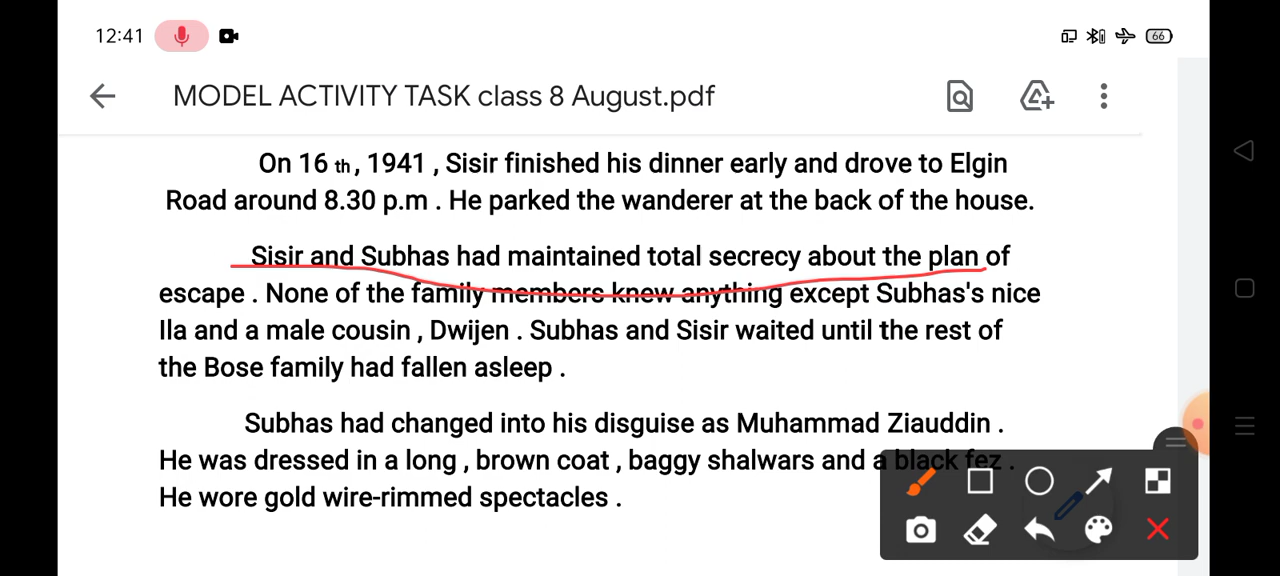 12:41
66
MODEL ACTIVITY TASK class 8 August.pdf
On 16 th, 1941 , Sisir finished his dinner early and drove to Elgin
Road around 8.30 p.m . He parked the wanderer at the back of the house.
Sisir and Subhas had maintained total secrecy about the plan of
escape . None of the family members knew anything except Subhas's nice
Ila and a male cousin , Dwijen . Subhas and Sisir waited until the rest of
the Bose family had fallen asleep .
Subhas had changed into his disguise as Muhammad Ziauddin .
He was dressed in a long , brown coat , baggy shalwars and a black fez .
He wore gold wire-rimmed spectacles .